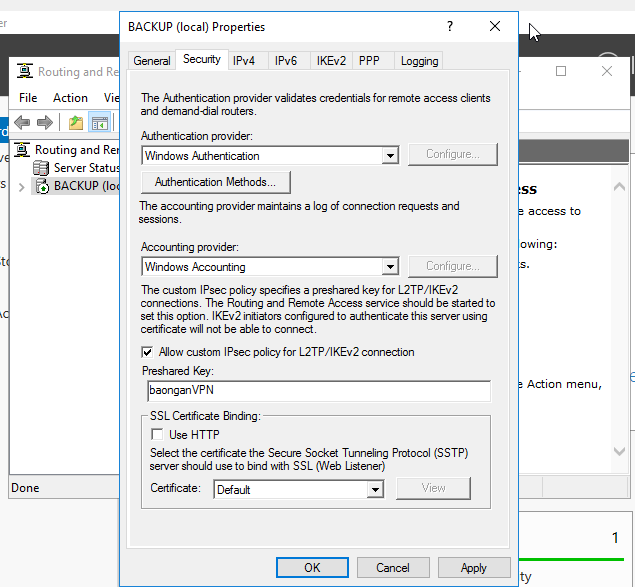 BACKUP (local) Properties
?
General Security IPv4 IPv6 IKEv2 PPP Logging
Routing and Re
File Action Vie
Routing and Rer
Server Status
BACKUP (loc
The Authentication provider validates credentials for remote access clients
and demand-dial routers.
Authentication provider:
Windows Authentication
Configure...
Authentication Methods...
The accounting provider maintains a log of connection requests and
sessions.
Accounting provider:
Windows Accounting
Configure...
The custom IPsec policy specifies a preshared key for L2TP/IKEv2
connections. The Routing and Remote Access service should be started to
set this option. IKEv2 initiators configured to authenticate this server using
certificate will not be able to connect.
Allow custom IPsec policy for L2TP/IKEv2 connection
Preshared Key:
baonganVPN
SSL Certificate Binding:
Use HTTP
Select the certificate the Secure Socket Tunneling Protocol (SSTP)
server should use to bind with SSL (Web Listener)
Certificate:
Default
View
OK
Cancel
Apply
ss
e access to
owing:
s.
e Action menu,
Done
1
ty